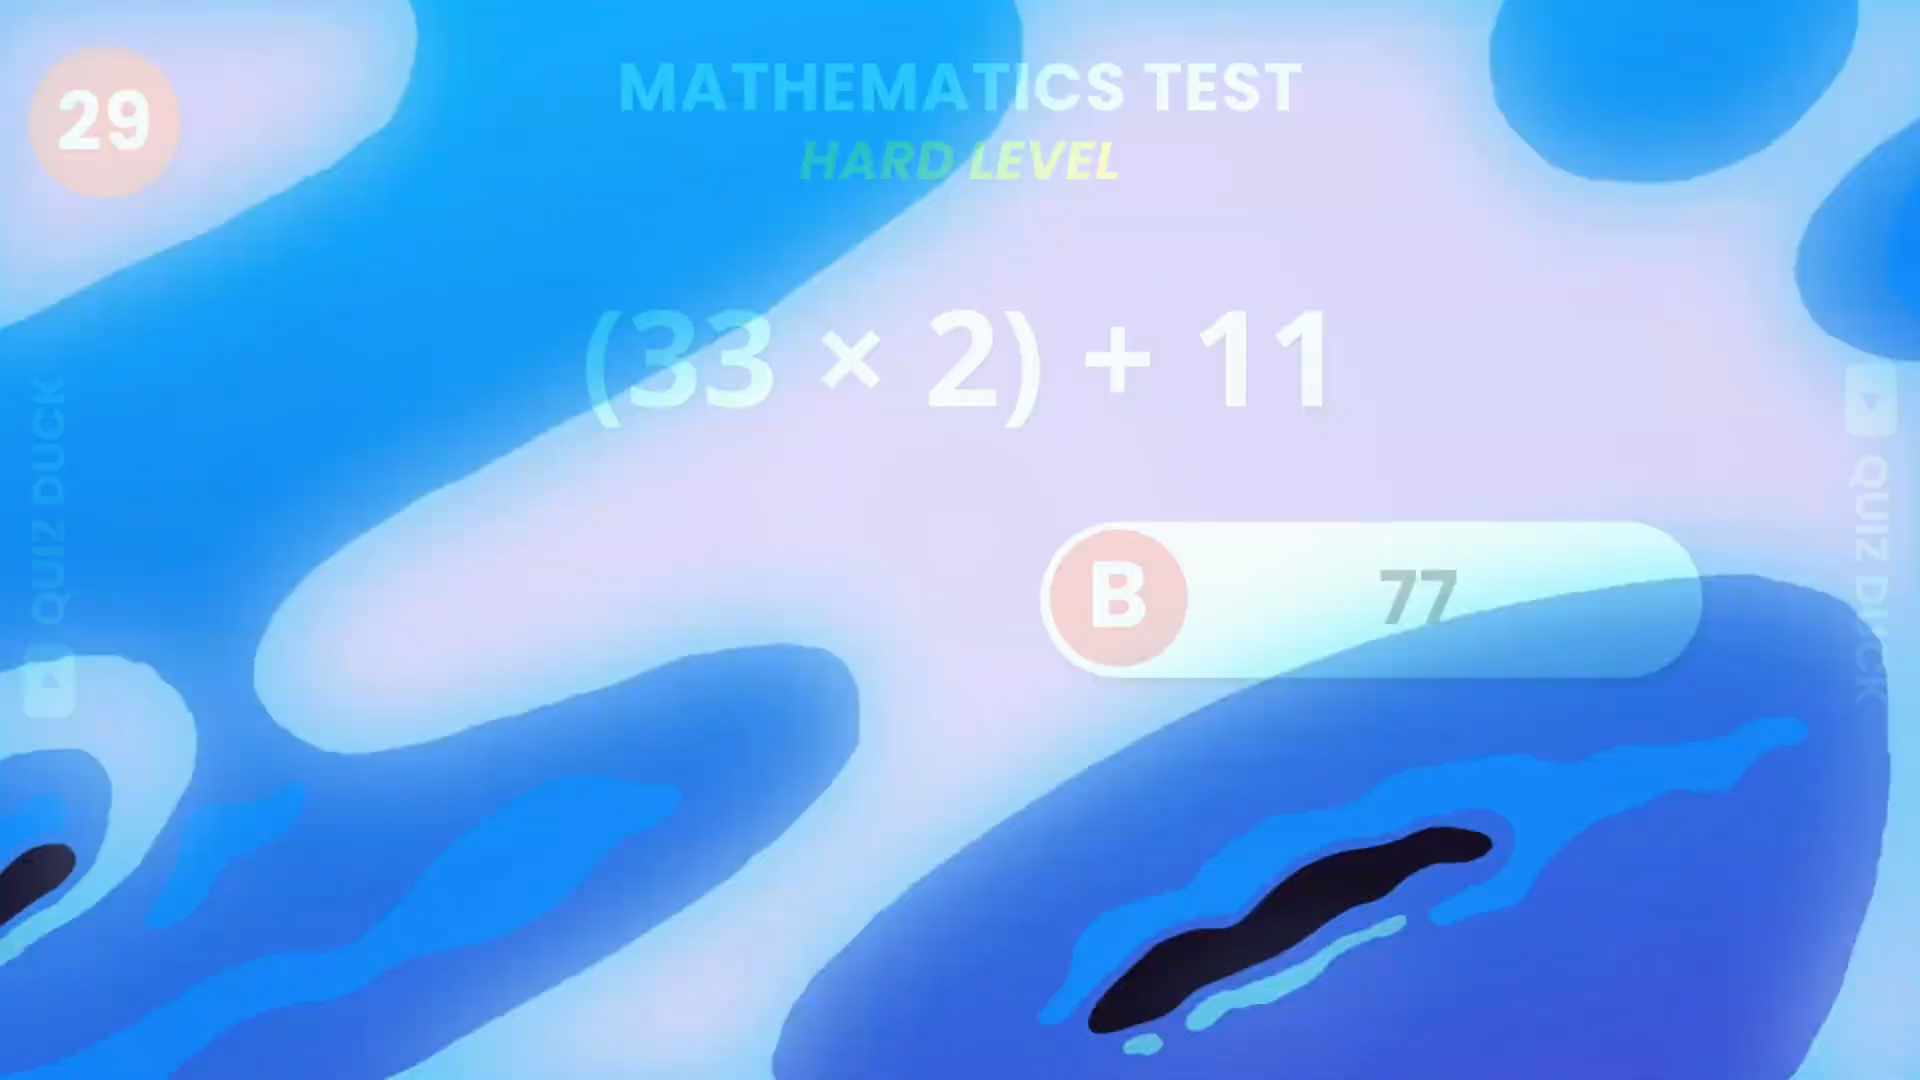 29
MATHEMATICS TEST
HARD LEVEL
(33 × 2) + 11
B 77
QUIZ DUCK
QUIZ DUCK